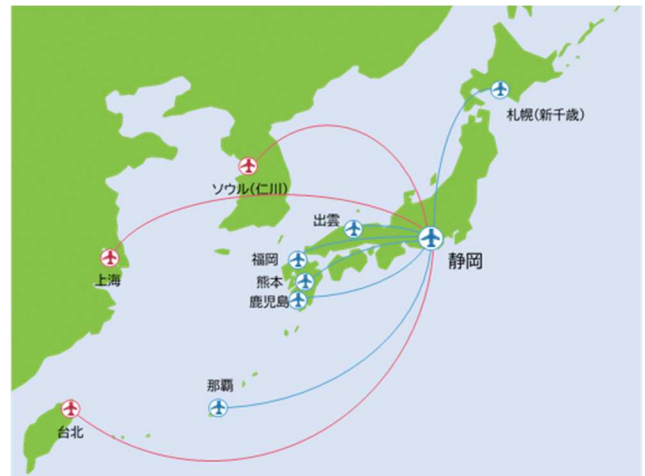 札幌(新千歳)
ソウル(仁川)
出雲
静岡
福岡
上海
熊本
鹿児島
那覇
台北